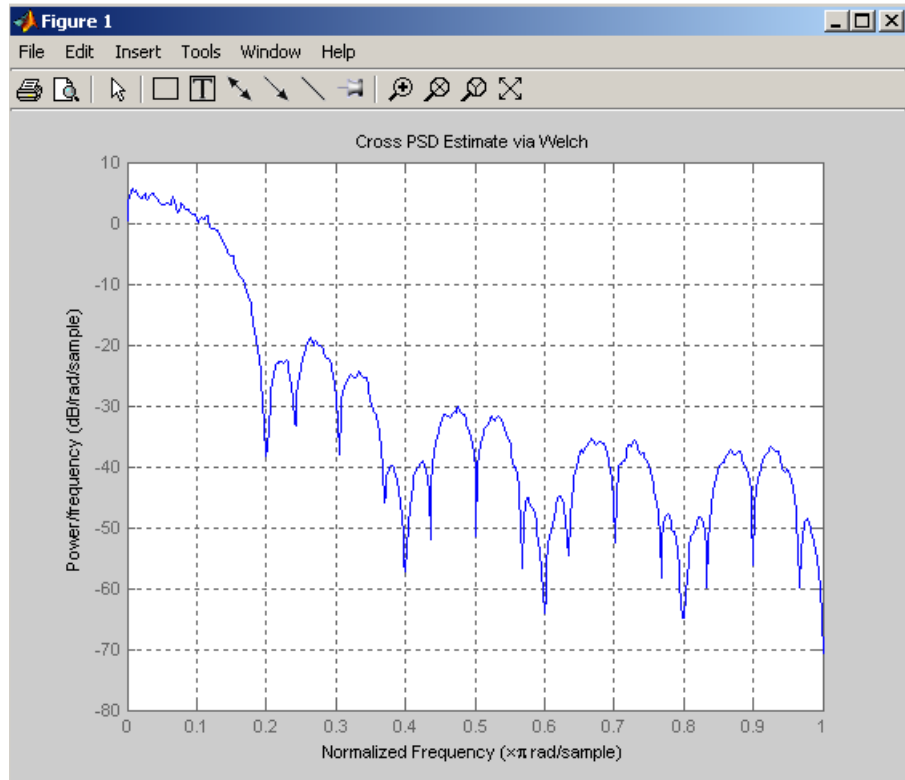 Figure 1
File Edit Insert Tools Window Help
T
Cross PSD Estimate via Welch
10
0
-10
-20
-30
-40
-50
-60
-70
-80
Power/frequency (dB/rad/sample)
0 0.1 0.2 0.3 0.4 0.5 0.6 0.7 0.8 0.9 1
Normalized Frequency (×π rad/sample)